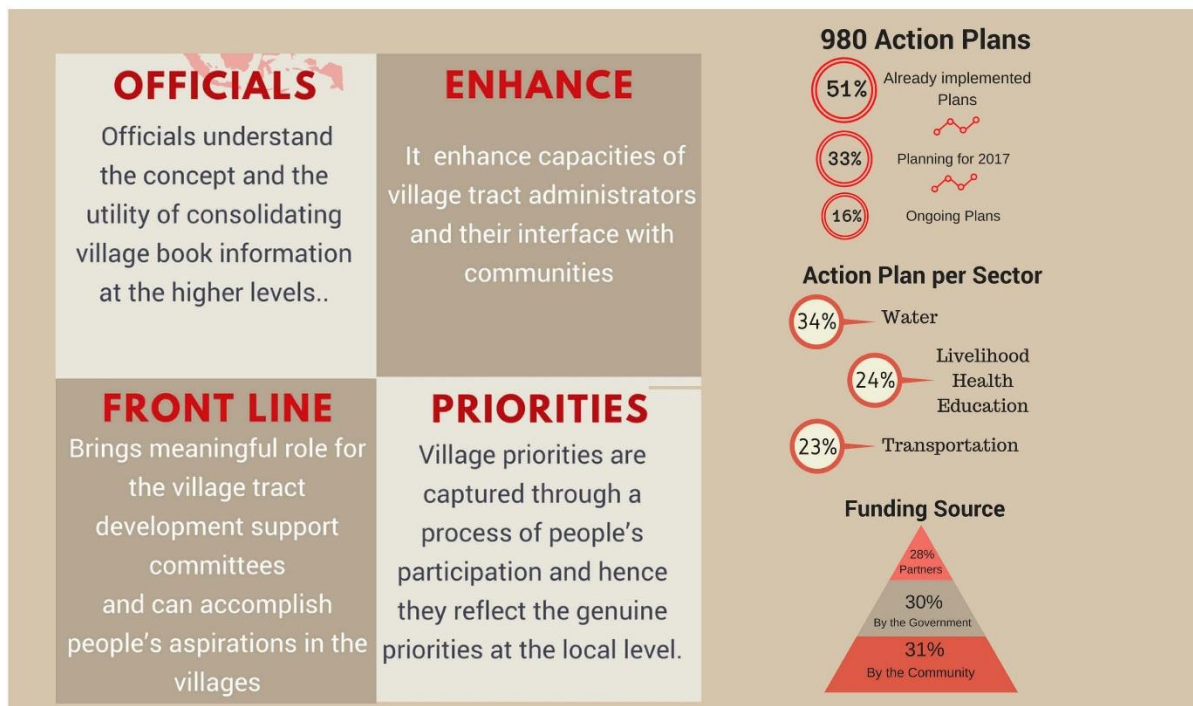 OFFICIALS
Officials understand
the concept and the
utility of consolidating
village book information
at the higher levels..
ENHANCE
It enhance capacities of
village tract administrators
and their interface with
communities
FRONT LINE
Brings meaningful role for
the village tract
development support
committees
and can accomplish
people's aspirations in the
villages
PRIORITIES
Village priorities are
captured through a
process of people's
participation and hence
they reflect the genuine
priorities at the local level.
980 Action Plans
51%
Already implemented
Plans
33%
Planning for 2017
16%
Ongoing Plans
Action Plan per Sector
34%
Water
24%
Livelihood
Health
Education
23%
Transportation
Funding Source
28%
Partners
30%
By the Government
31%
By the Community